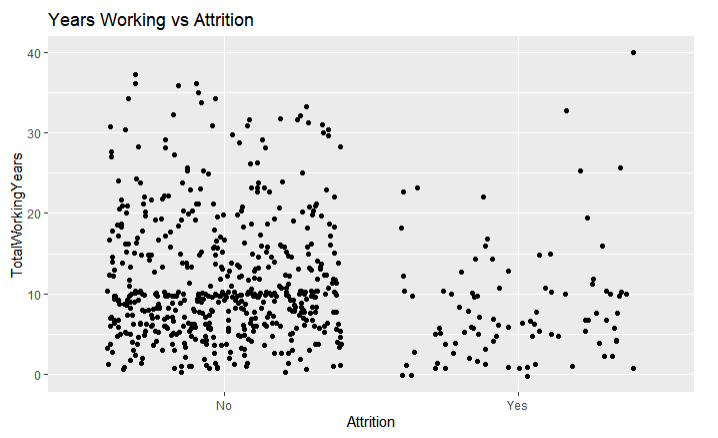 Years Working vs Attrition
TotalWorkingYears
40
30
20
10
0
No Yes
Attrition